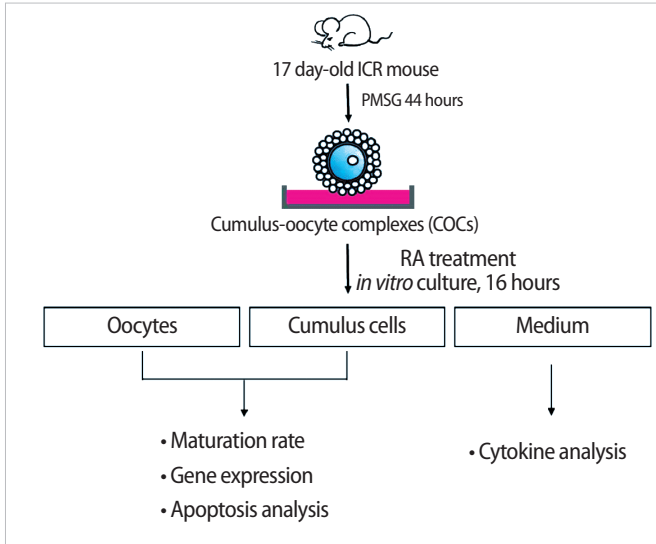 17 day-old ICR mouse
PMSG 44 hours
Cumulus-oocyte complexes (COCs)
RA treatment
in vitro culture, 16 hours
Oocytes
Cumulus cells
Medium
• Maturation rate
• Gene expression
• Apoptosis analysis
• Cytokine analysis